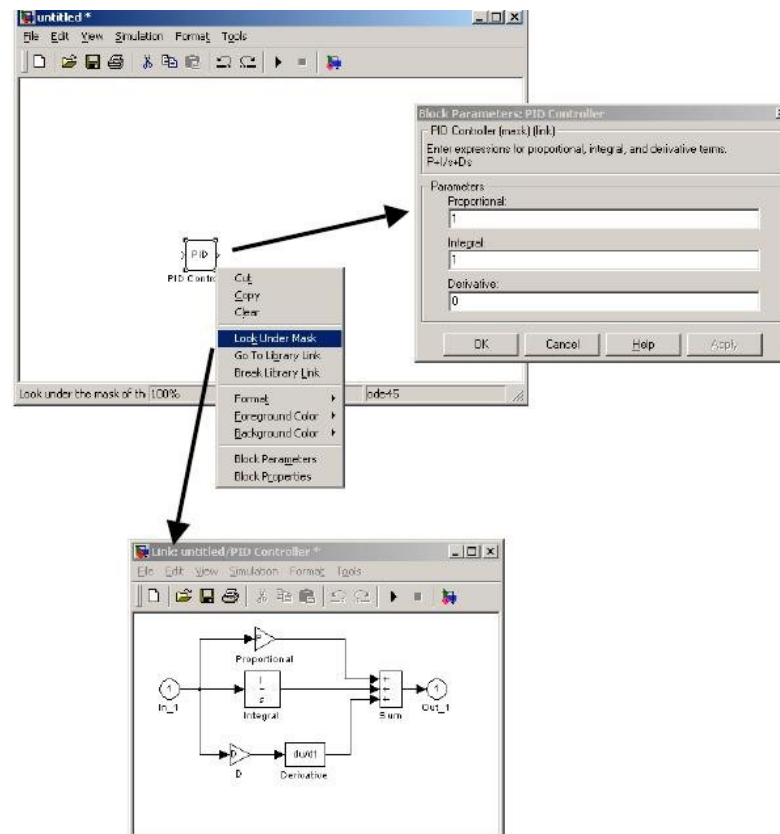 untitled *
File Edit View Simulation Format Tools
Block Parameters: PID Controller
PID Controller (mask) (link)
Enter expressions for proportional, integral, and derivative terms.
P+I/s+Ds
Parameters
Proportional:
1
Integral:
1
Derivative:
0
OK Cancel Help Apply
PID
PID Contro
Cut
Copy
Clear
Look Under Mask
Go To Library Link
Break Library Link
Format
Foreground Color
Background Color
Block Parameters
Block Properties
Look under the mask of th 100% ode45
Link: untitled/PID Controller *
File Edit View Simulation Format Tools
P
Proportional
1
In_1
I
s
Integral
+
+
+
Sum
1
Out_1
D
D
du/dt
Derivative